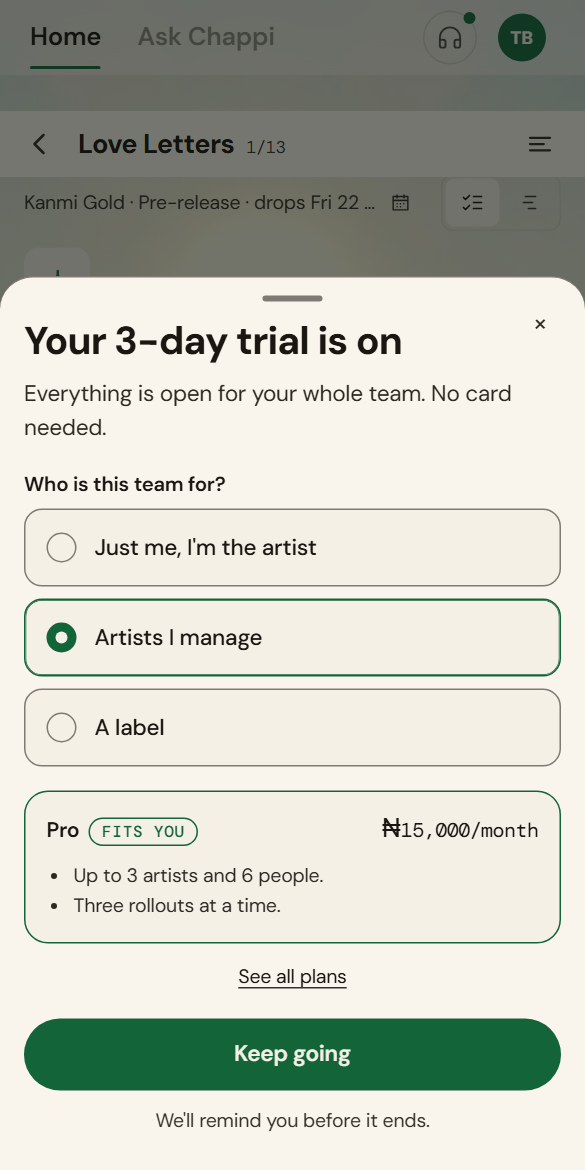 Home Ask Chappi TB
Love Letters 1/13
Kanmi Gold · Pre-release · drops Fri 22 ...
Your 3-day trial is on
×
Everything is open for your whole team. No card
needed.
Who is this team for?
Just me, I'm the artist
Artists I manage
A label
Pro FITS YOU ₦15,000/month
• Up to 3 artists and 6 people.
• Three rollouts at a time.
See all plans
Keep going
We'll remind you before it ends.